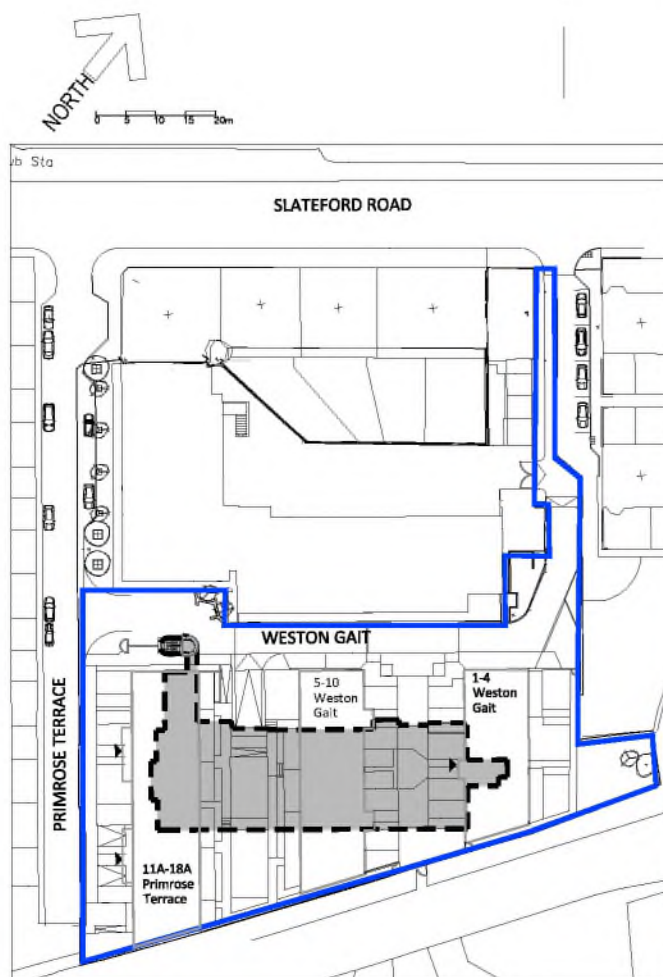 NORTH
0 5 10 15 20m
ub Sta
SLATEFORD ROAD
WESTON GAIT
PRIMROSE TERRACE
5-10
Weston
Gait
1-4
Weston
Gait
11A-18A
Primrose
Terrace